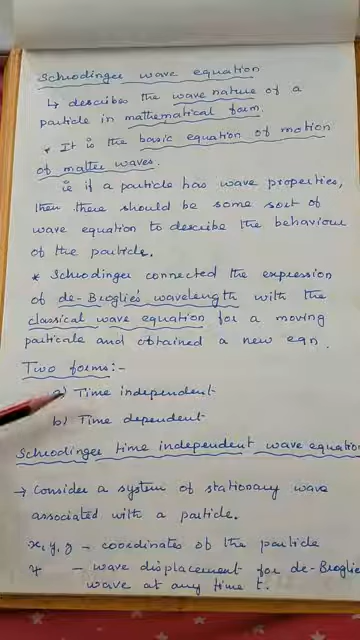 Schrodinger wave equation
↳ describes the wave nature of a
particle in mathematical form.
* It is the basic equation of motion
of matter waves.
ie if a particle has wave properties,
then there should be some sort of
wave equation to describe the behaviour
of the particle.
* Schrodinger connected the expression
of de-Broglie's wavelength with the
classical wave equation for a moving
particale and obtained a new eqn.
Two forms:-
a) Time independent
b) Time dependent
Schrodinger time independent wave equation
→ Consider a system of stationary wave
associated with a particle.
x, y, z - coordinates of the particle
ψ - wave displacement for de-Broglie
wave at any time t.